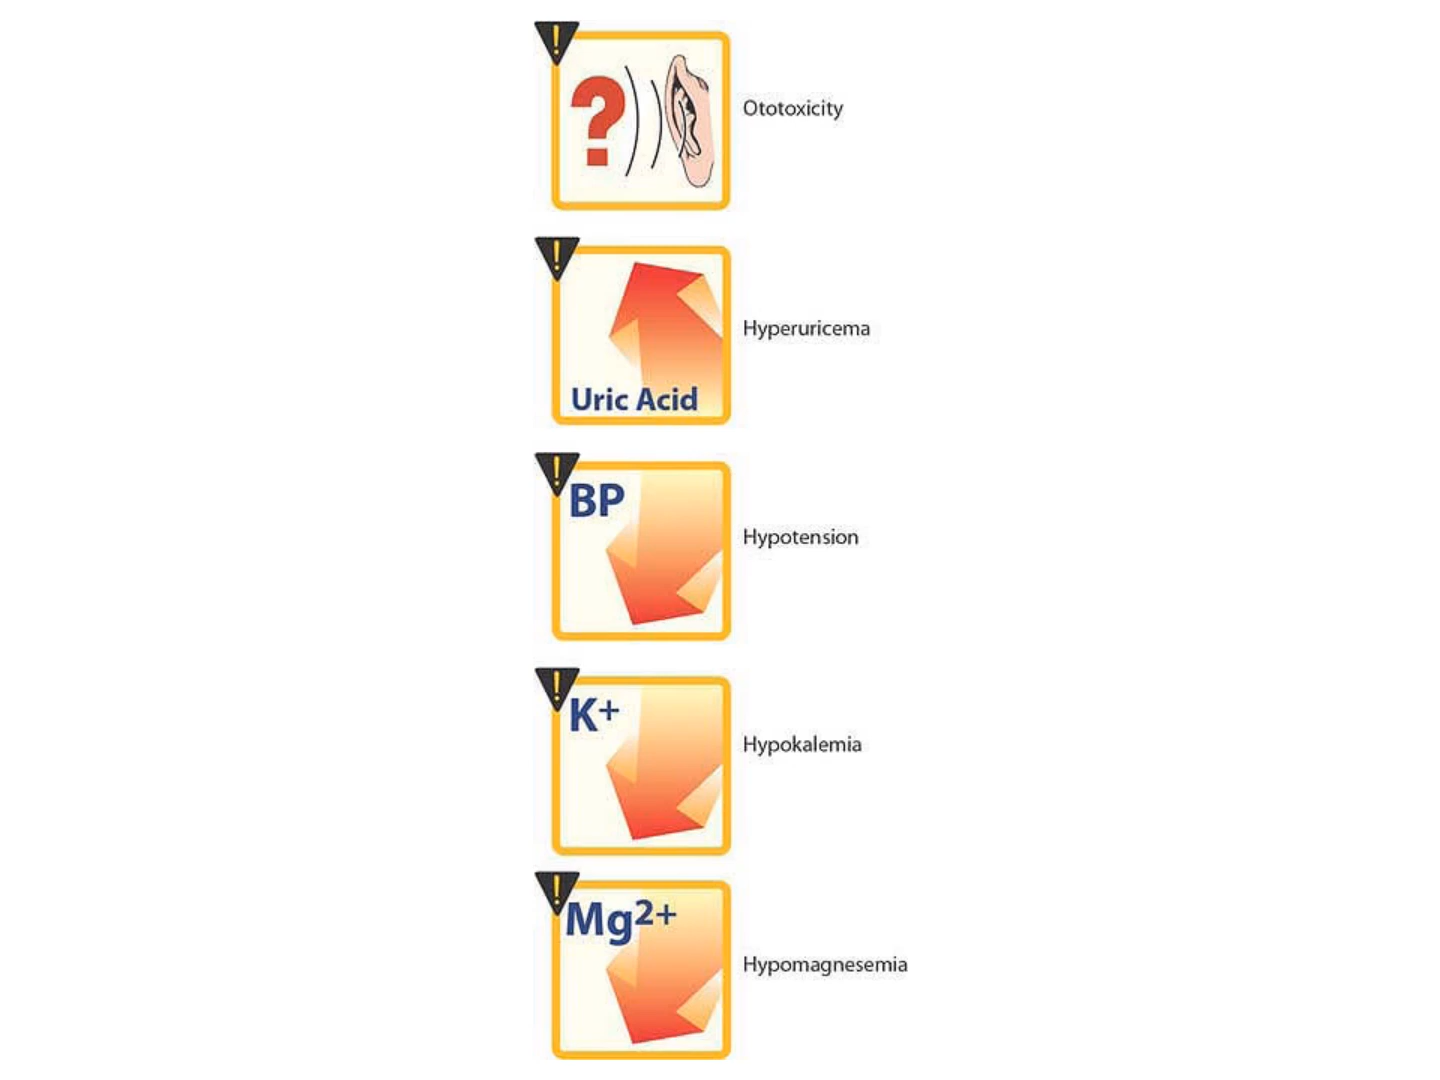 !
?
Ototoxicity
!
Hyperuricema
Uric Acid
!
BP
Hypotension
!
K+
Hypokalemia
!
Mg2+
Hypomagnesemia